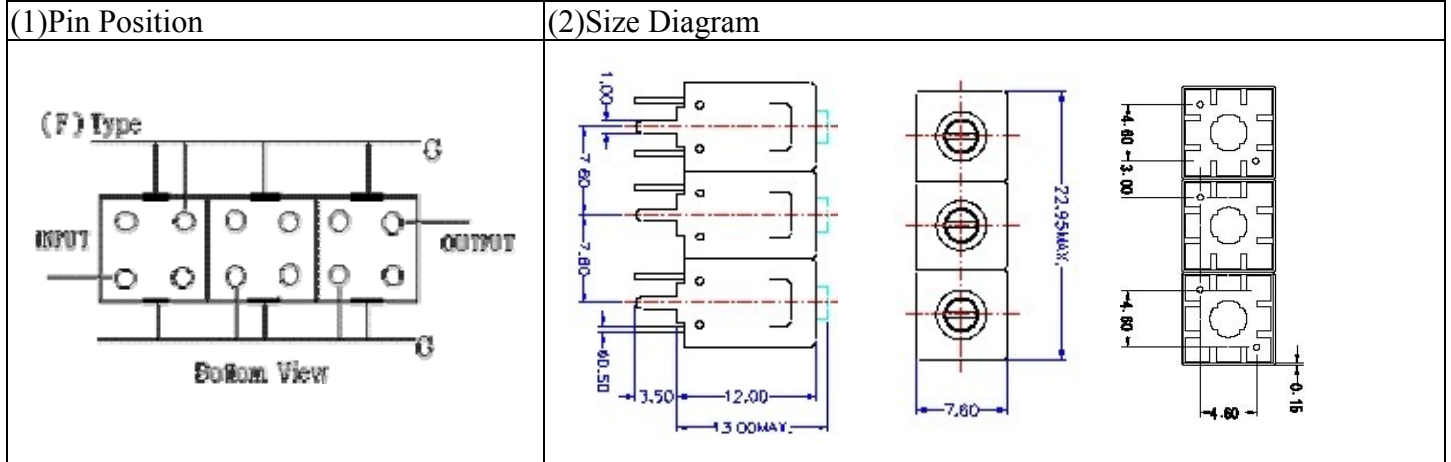 (1)Pin Position
(2)Size Diagram
(F) Type
G
INPUT
OUTPUT
G
Bottom View
1.00
7.60
7.60
ø0.50
3.50
12.00
13.00MAX.
22.95MAX.
7.60
4.60
3.00
4.60
4.60
0.15